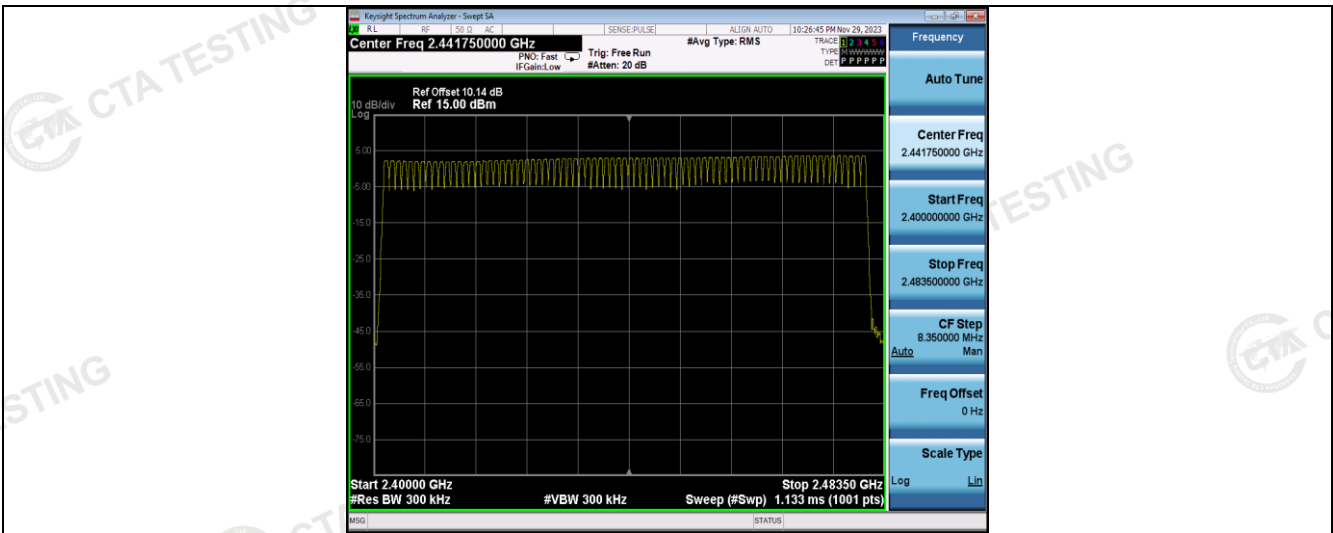 CTA TESTING
Keysight Spectrum Analyzer - Swept SA
RL RF 50 Ω AC SENSE:PULSE ALIGN AUTO 10:26:45 PM Nov 29, 2023
Center Freq 2.441750000 GHz
PNO: Fast
IFGain:Low
Trig: Free Run
#Atten: 20 dB
#Avg Type: RMS
TRACE 1 2 3 4 5 6
TYPE M WWWWW
DET P P P P P P
Frequency
Auto Tune
Center Freq
2.441750000 GHz
Start Freq
2.400000000 GHz
Stop Freq
2.483500000 GHz
CF Step
8.350000 MHz
Auto Man
Freq Offset
0 Hz
Scale Type
Log Lin
Ref Offset 10.14 dB
10 dB/div Ref 15.00 dBm
Log
5.00
-5.00
-15.0
-25.0
-35.0
-45.0
-55.0
-65.0
-75.0
Start 2.40000 GHz Stop 2.48350 GHz
#Res BW 300 kHz #VBW 300 kHz Sweep (#Swp) 1.133 ms (1001 pts)
MSG STATUS
TESTING
STING
CTA
CT